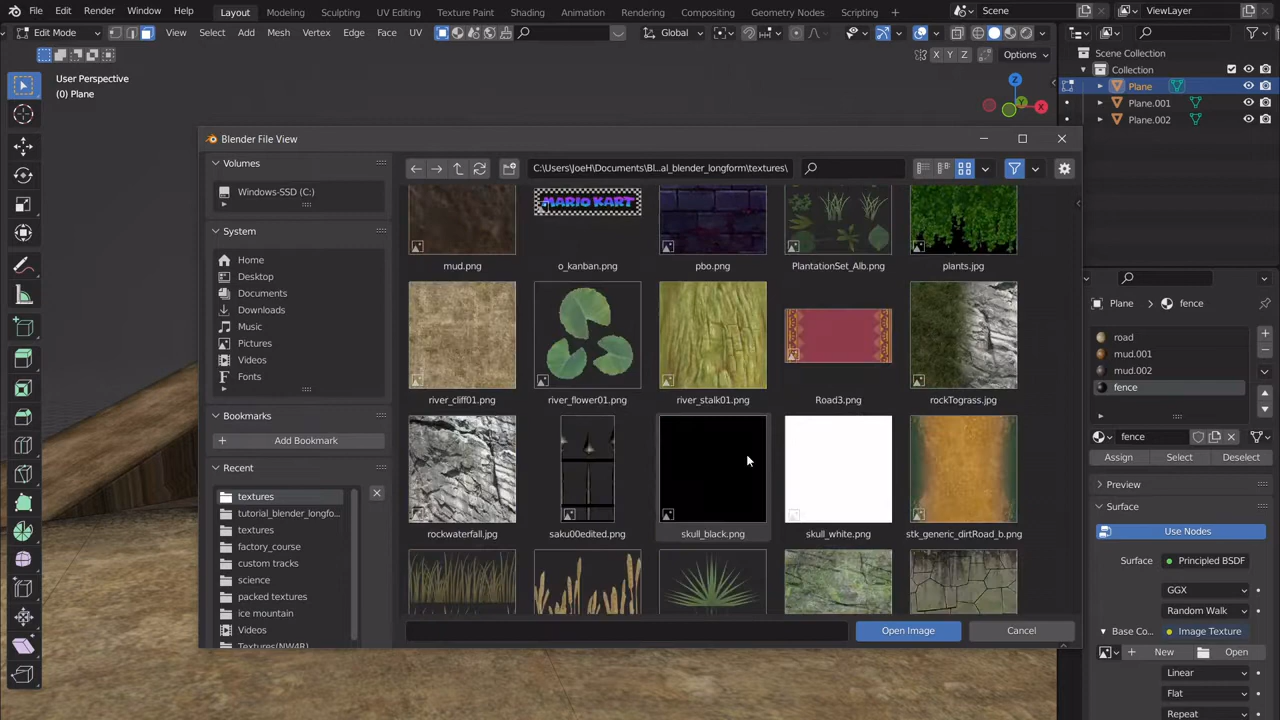 File Edit Render Window Help Layout Modeling Sculpting UV Editing Texture Paint Shading Animation Rendering Compositing Geometry Nodes Scripting Scene ViewLayer
Edit Mode View Select Add Mesh Vertex Edge Face UV Global
X Y Z Options
Scene Collection
Collection
Plane
Plane.001
Plane.002
User Perspective
(0) Plane
Z
X
Y
Blender File View
Volumes
Windows-SSD (C:)
System
Home
Desktop
Documents
Downloads
Music
Pictures
Videos
Fonts
Bookmarks
Add Bookmark
Recent
textures
tutorial_blender_longfo...
textures
factory_course
custom tracks
science
packed textures
ice mountain
Videos
Textures(NW4R)
C:\Users\JoeH\Documents\Bl...al_blender_longform\textures\
MARIO KART
mud.png o_kanban.png pbo.png PlantationSet_Alb.png plants.jpg
river_cliff01.png river_flower01.png river_stalk01.png Road3.png rockTograss.jpg
rockwaterfall.jpg saku00edited.png skull_black.png skull_white.png stk_generic_dirtRoad_b.png
Open Image Cancel
Plane fence
road
mud.001
mud.002
fence
fence
Assign Select Deselect
Preview
Surface
Use Nodes
Surface Principled BSDF
GGX
Random Walk
Base Co... Image Texture
New Open
Linear
Flat
Repeat